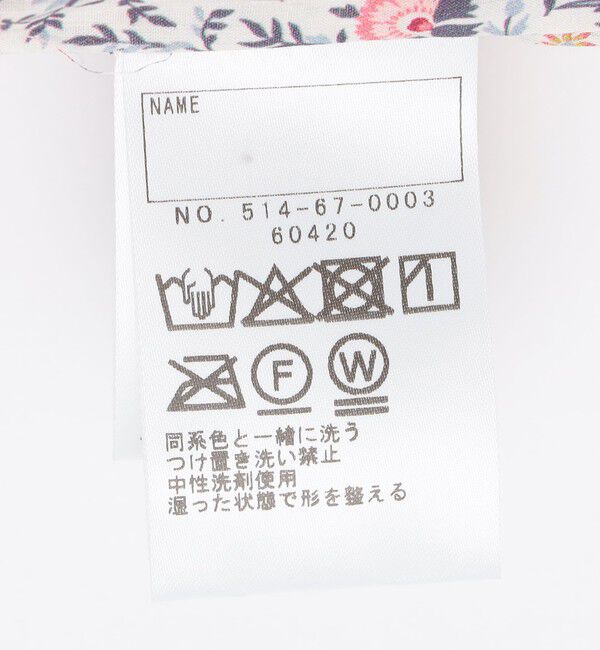 NAME
NO. 514-67-0003
60420
F
W
同系色と一緒に洗う
つけ置き洗い禁止
中性洗剤使用
湿った状態で形を整える